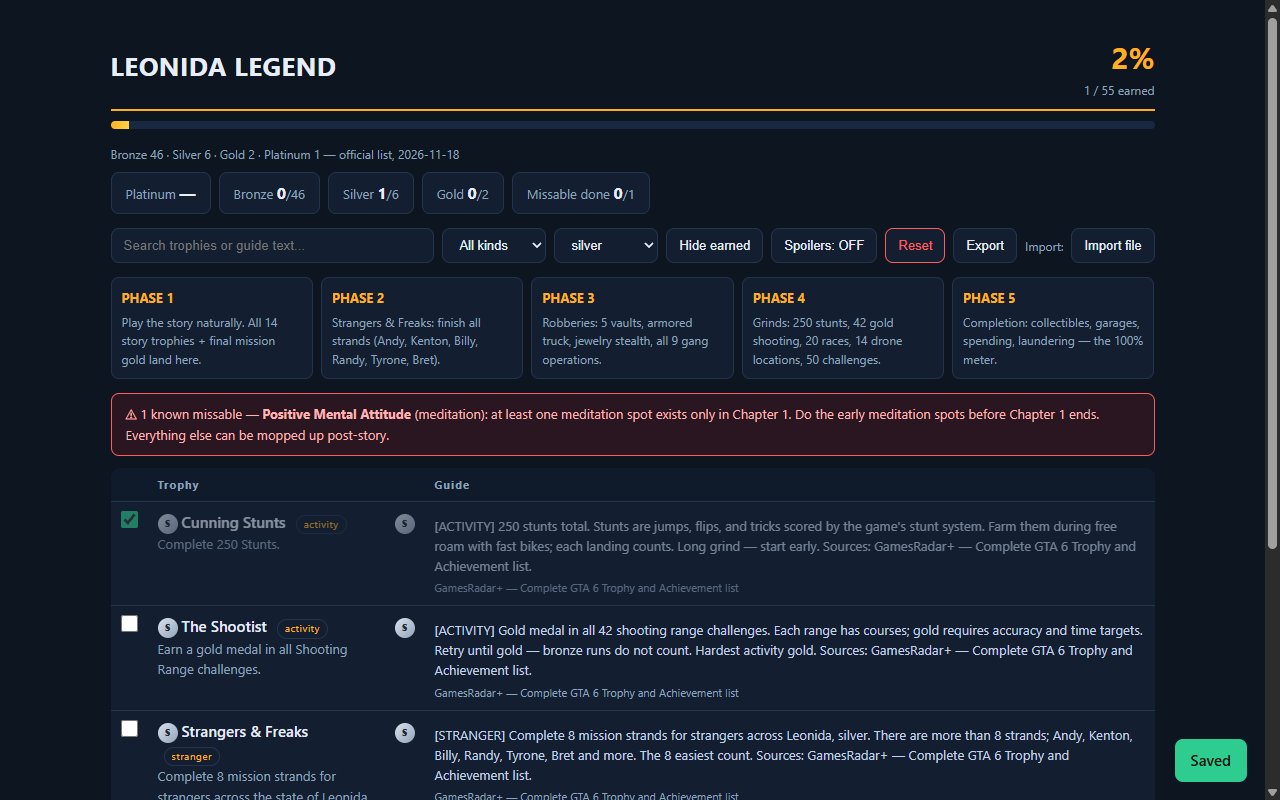 LEONIDA LEGEND
2%
1 / 55 earned
Bronze 46 · Silver 6 · Gold 2 · Platinum 1 — official list, 2026-11-18
Platinum — Bronze 0/46 Silver 1/6 Gold 0/2 Missable done 0/1
Search trophies or guide text... All kinds silver Hide earned Spoilers: OFF Reset Export Import: Import file
PHASE 1
Play the story naturally. All 14
story trophies + final mission
gold land here.
PHASE 2
Strangers & Freaks: finish all
strands (Andy, Kenton, Billy,
Randy, Tyrone, Bret).
PHASE 3
Robberies: 5 vaults, armored
truck, jewelry stealth, all 9 gang
operations.
PHASE 4
Grinds: 250 stunts, 42 gold
shooting, 20 races, 14 drone
locations, 50 challenges.
PHASE 5
Completion: collectibles, garages,
spending, laundering — the 100%
meter.
⚠ 1 known missable — Positive Mental Attitude (meditation): at least one meditation spot exists only in Chapter 1. Do the early meditation spots before Chapter 1 ends.
Everything else can be mopped up post-story.
Trophy Guide
S Cunning Stunts activity
Complete 250 Stunts.
S
[ACTIVITY] 250 stunts total. Stunts are jumps, flips, and tricks scored by the game's stunt system. Farm them during free
roam with fast bikes; each landing counts. Long grind — start early. Sources: GamesRadar+ — Complete GTA 6 Trophy and
Achievement list.
GamesRadar+ — Complete GTA 6 Trophy and Achievement list
S The Shootist activity
Earn a gold medal in all Shooting
Range challenges.
S
[ACTIVITY] Gold medal in all 42 shooting range challenges. Each range has courses; gold requires accuracy and time targets.
Retry until gold — bronze runs do not count. Hardest activity gold. Sources: GamesRadar+ — Complete GTA 6 Trophy and
Achievement list.
GamesRadar+ — Complete GTA 6 Trophy and Achievement list
S Strangers & Freaks
stranger
Complete 8 mission strands for
strangers across the state of Leonida
S
[STRANGER] Complete 8 mission strands for strangers across Leonida, silver. There are more than 8 strands; Andy, Kenton,
Billy, Randy, Tyrone, Bret and more. The 8 easiest count. Sources: GamesRadar+ — Complete GTA 6 Trophy and
Achievement list.
GamesRadar+ — Complete GTA 6 Trophy and Achievement list
Saved